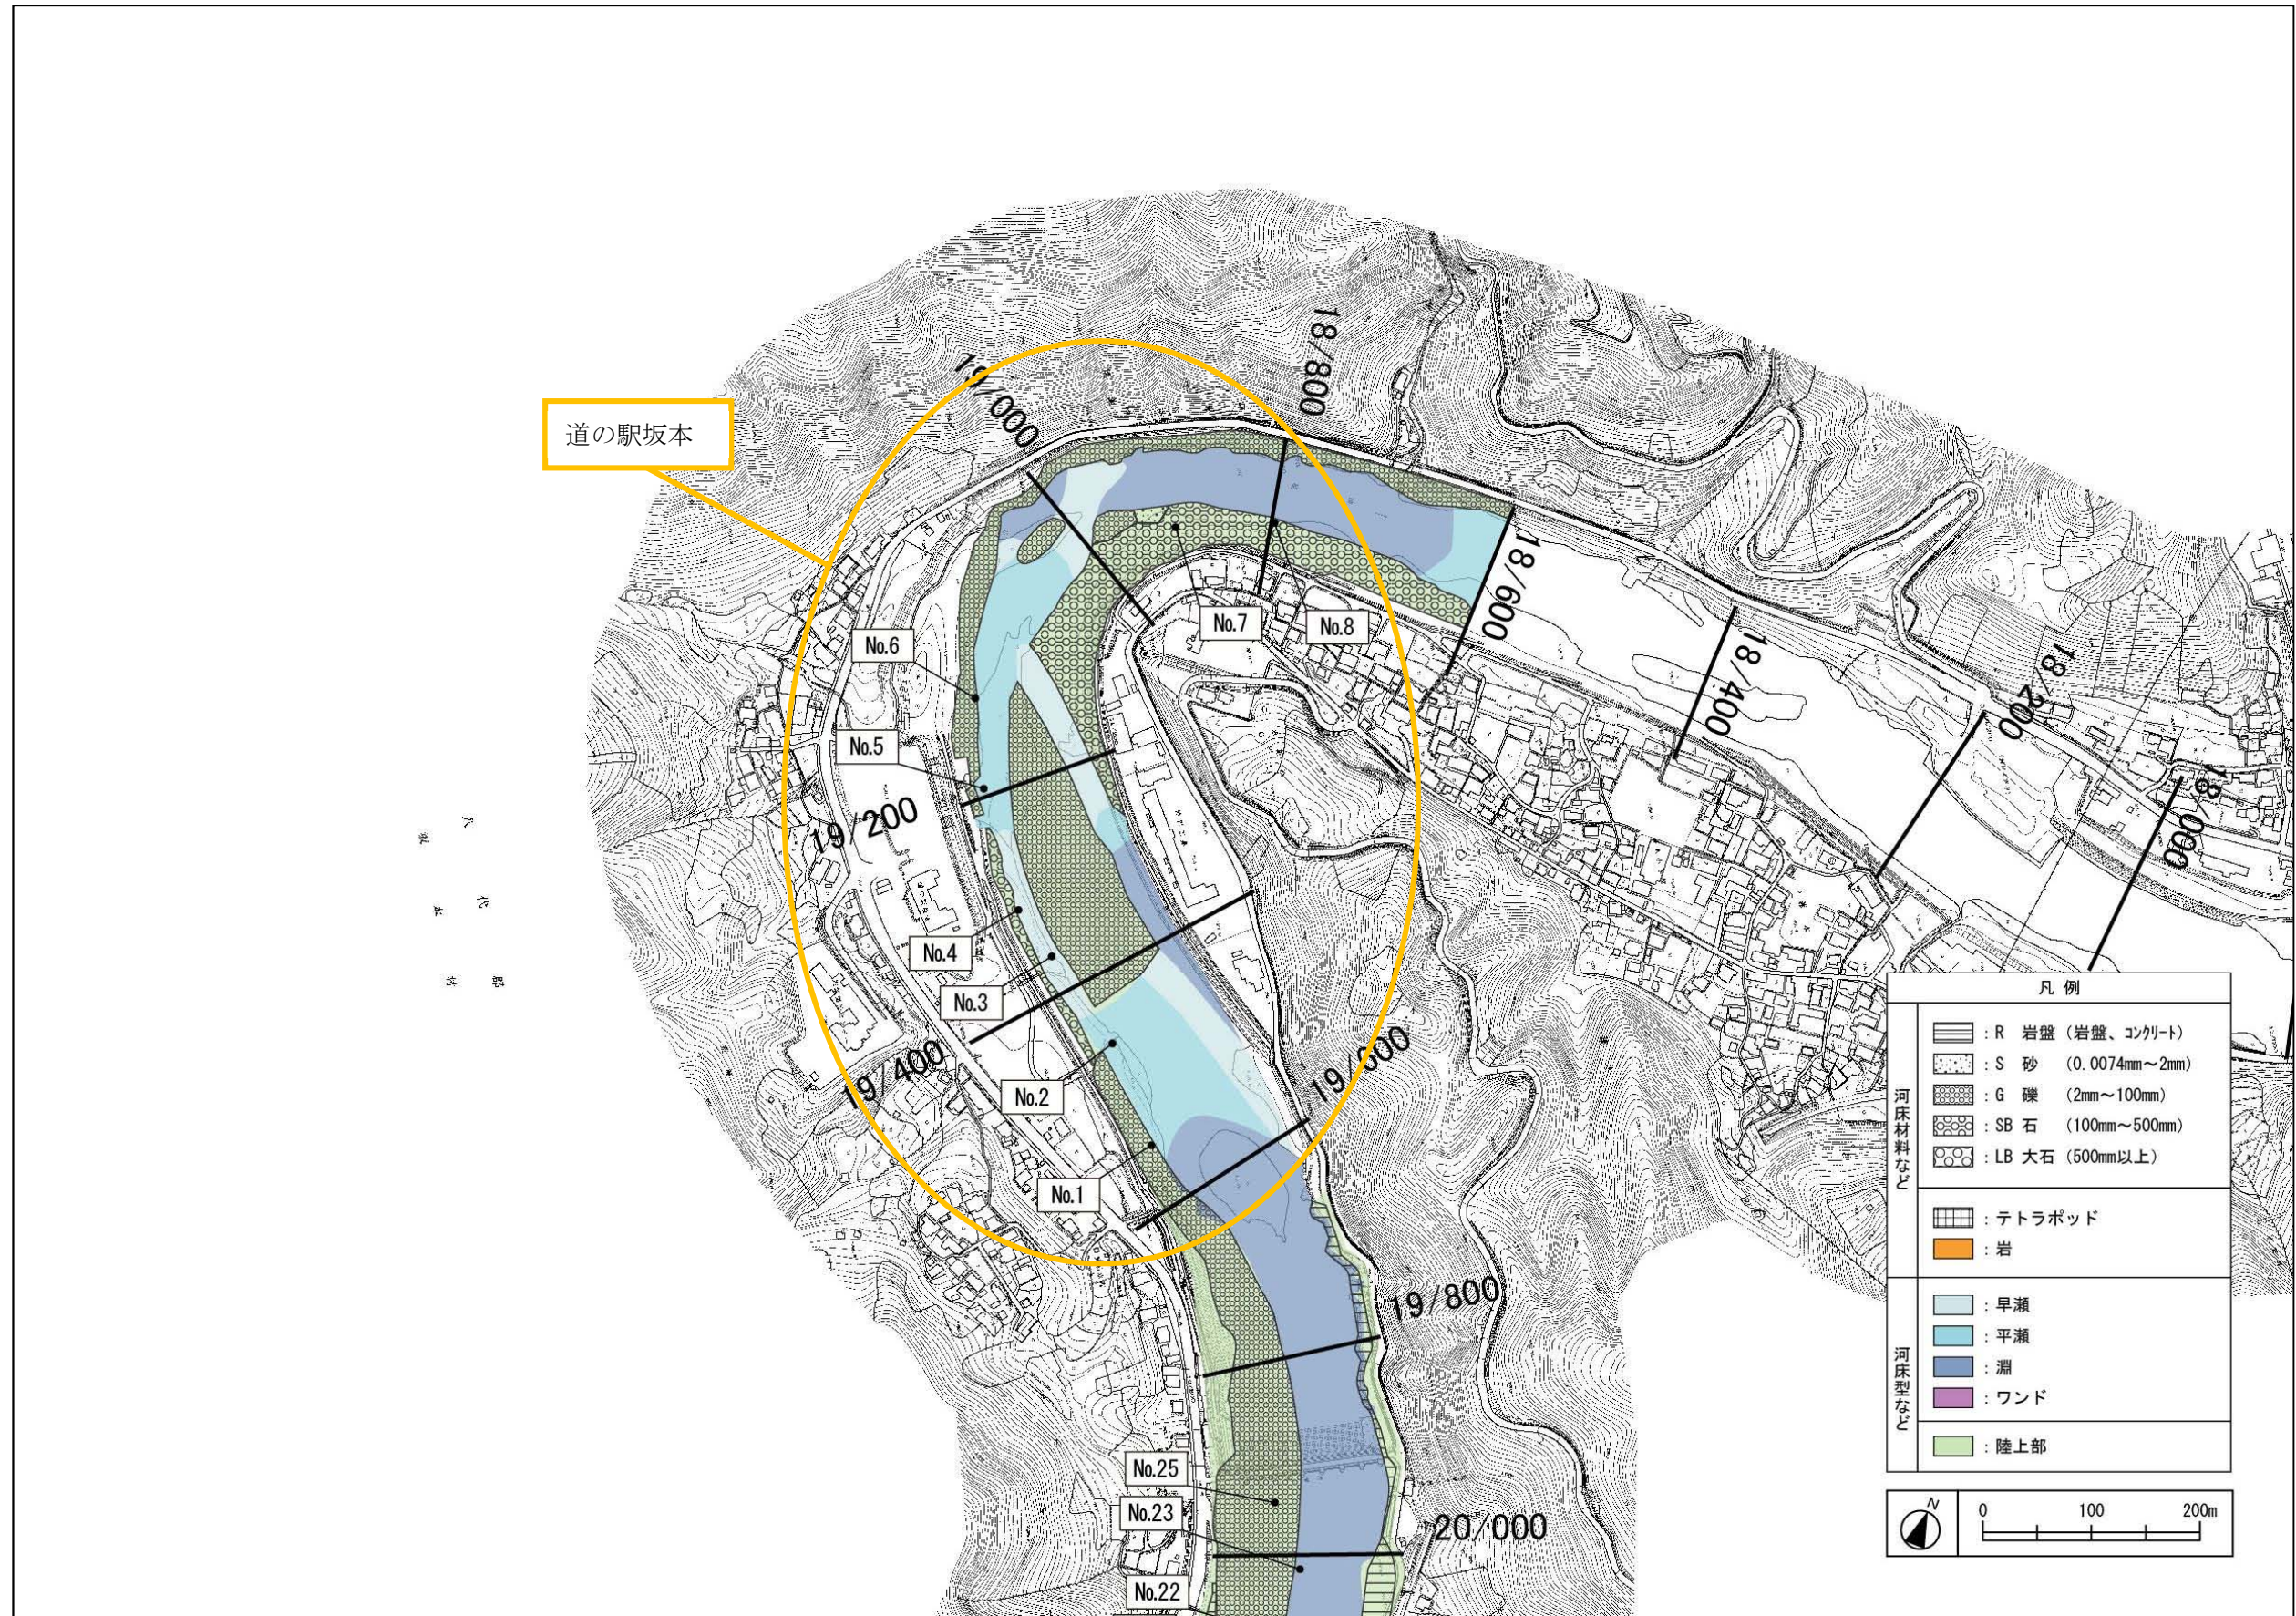 道の駅坂本
19/000
18/800
18/600
18/400
18/200
18/000
No.7
No.8
No.6
No.5
19/200
No.4
No.3
19/400
No.2
19/600
No.1
19/800
No.25
No.23
20/000
No.22
八
代
郡
坂
本
村
凡 例
河床材料など
: R 岩盤 (岩盤、コンクリート)
: S 砂 (0.0074mm～2mm)
: G 礫 (2mm～100mm)
: SB 石 (100mm～500mm)
: LB 大石 (500mm以上)
: テトラポッド
: 岩
河床型など
: 早瀬
: 平瀬
: 淵
: ワンド
: 陸上部
N
0 100 200m